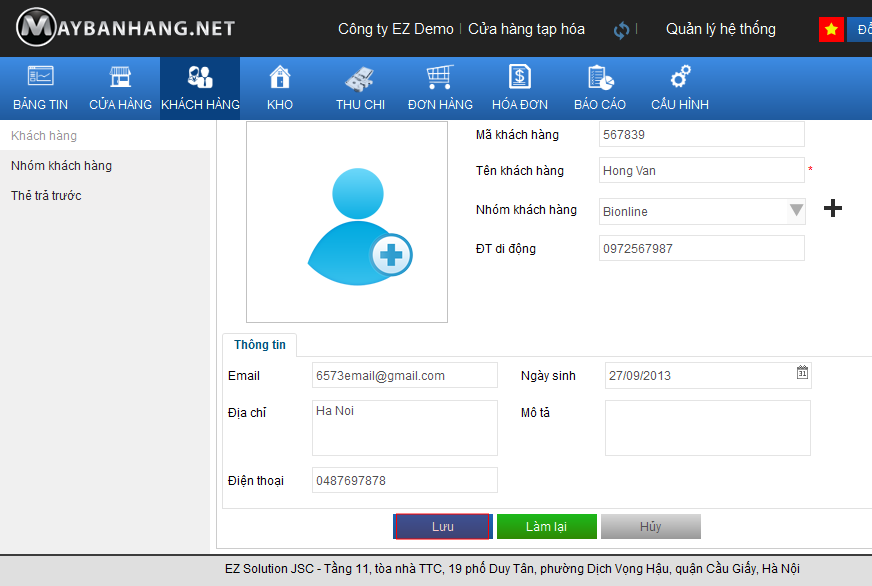 MAYBANHANG.NET
Công ty EZ Demo | Cửa hàng tạp hóa | Quản lý hệ thống
BẢNG TIN CỬA HÀNG KHÁCH HÀNG KHO THU CHI ĐƠN HÀNG HÓA ĐƠN BÁO CÁO CẤU HÌNH
Khách hàng
Nhóm khách hàng
Thẻ trả trước
Mã khách hàng 567839
Tên khách hàng Hong Van *
Nhóm khách hàng Bionline
ĐT di động 0972567987
Thông tin
Email 6573email@gmail.com Ngày sinh 27/09/2013 31
Địa chỉ Ha Noi Mô tả
Điện thoại 0487697878
Lưu Làm lại Hủy
EZ Solution JSC - Tầng 11, tòa nhà TTC, 19 phố Duy Tân, phường Dịch Vọng Hậu, quận Cầu Giấy, Hà Nội